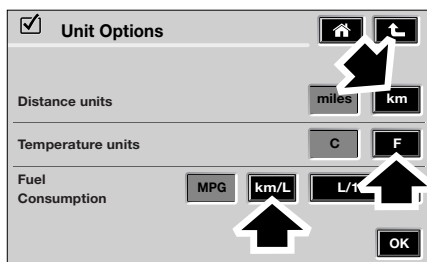 Unit Options
Distance units
miles km
Temperature units
C F
Fuel
Consumption
MPG km/L
OK